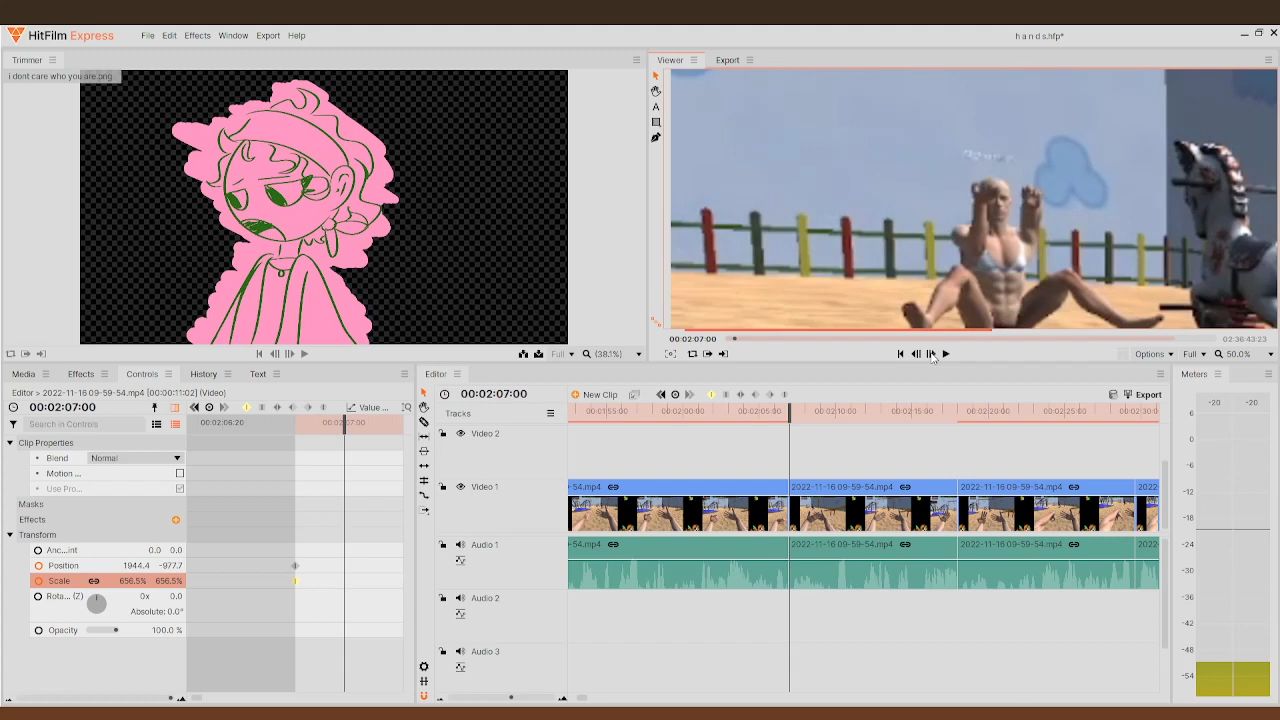 HitFilm Express
File Edit Effects Window Export Help
h a n d s.hfp*
Trimmer
i dont care who you are.png
Viewer Export
Full (38.1%)
00:02:07:00
02:36:43:23
Options Full 50.0%
Media Effects Controls History Text
Editor > 2022-11-16 09-59-54.mp4 [00:00:11:02] (Video)
00:02:07:00
Value ...
Search in Controls
00:02:06:20
00:02:07:00
Clip Properties
Blend Normal
Motion ...
Use Pro...
Masks
Effects
Transform
Anc...int 0.0 0.0
Position 1944.4 -977.7
Scale 656.5% 656.5%
Rota... (Z) 0x 0.0
Absolute: 0.0°
Opacity 100.0 %
Editor
00:02:07:00
New Clip
Export
Tracks
00:01:55:00 00:02:00:00 00:02:05:00 00:02:10:00 00:02:15:00 00:02:20:00 00:02:25:00 00:02:30:0
Video 2
Video 1
-54.mp4 2022-11-16 09-59-54.mp4 2022-11-16 09-59-54.mp4 2022
Audio 1
-54.mp4 2022-11-16 09-59-54.mp4 2022-11-16 09-59-54.mp4 2022
Audio 2
Audio 3
Meters
-20 -20
6
0
-6
-12
-18
-24
-30
-36
-42
-48
-54